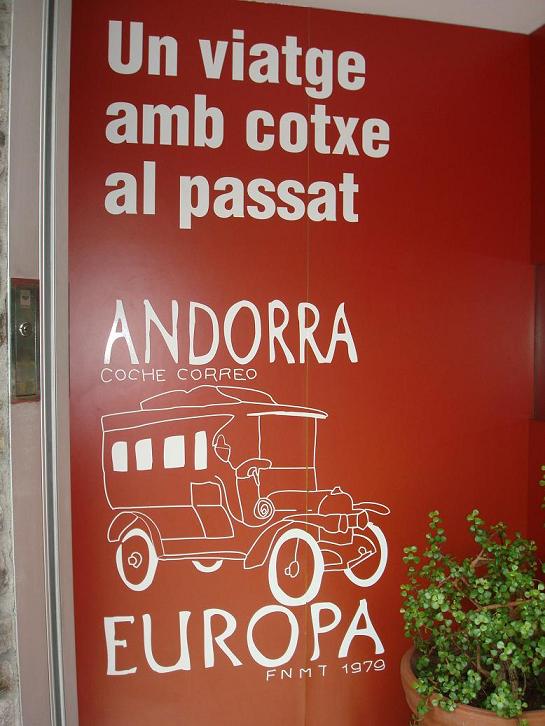 Un viatge
amb cotxe
al passat
ANDORRA
COCHE CORREO
EUROPA
FNMT 1979